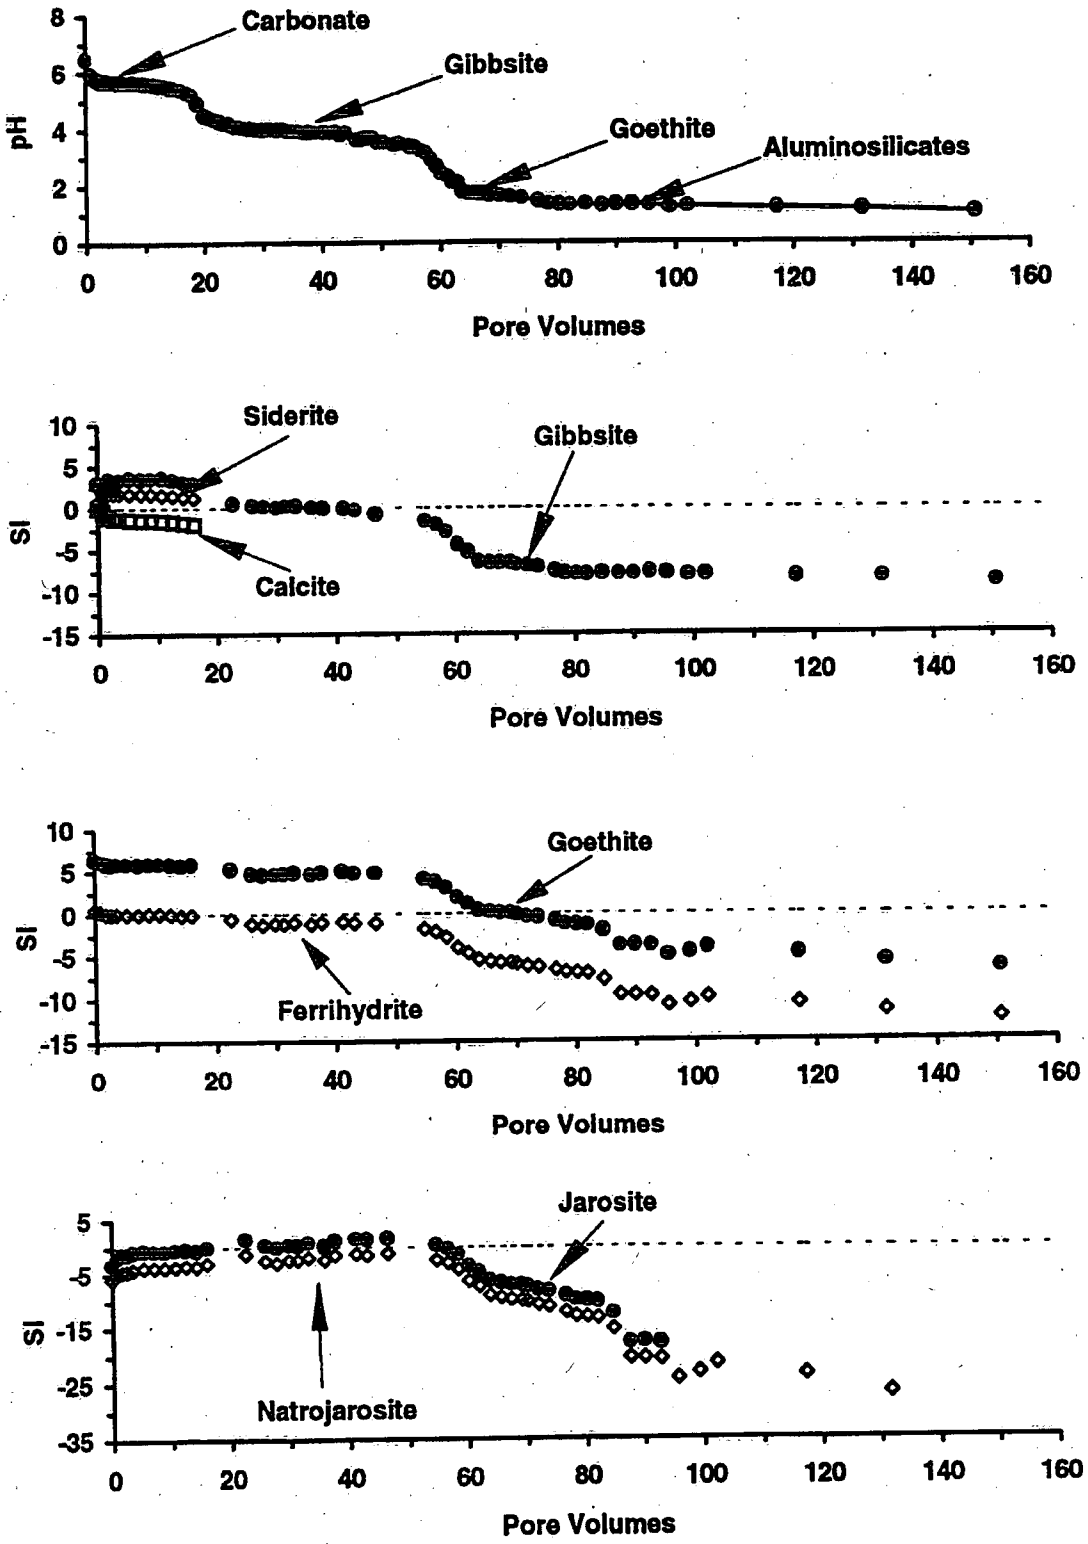 8
Carbonate
6
Gibbsite
pH
4
Goethite
Aluminosilicates
2
0
0 20 40 60 80 100 120 140 160
Pore Volumes
10
Siderite
Gibbsite
5
0
SI
-5
Calcite
-10
-15
0 20 40 60 80 100 120 140 160
Pore Volumes
10
Goethite
5
0
SI
-5
-10
Ferrihydrite
-15
0 20 40 60 80 100 120 140 160
Pore Volumes
Jarosite
5
-5
SI
-15
-25
Natrojarosite
-35
0 20 40 60 80 100 120 140 160
Pore Volumes